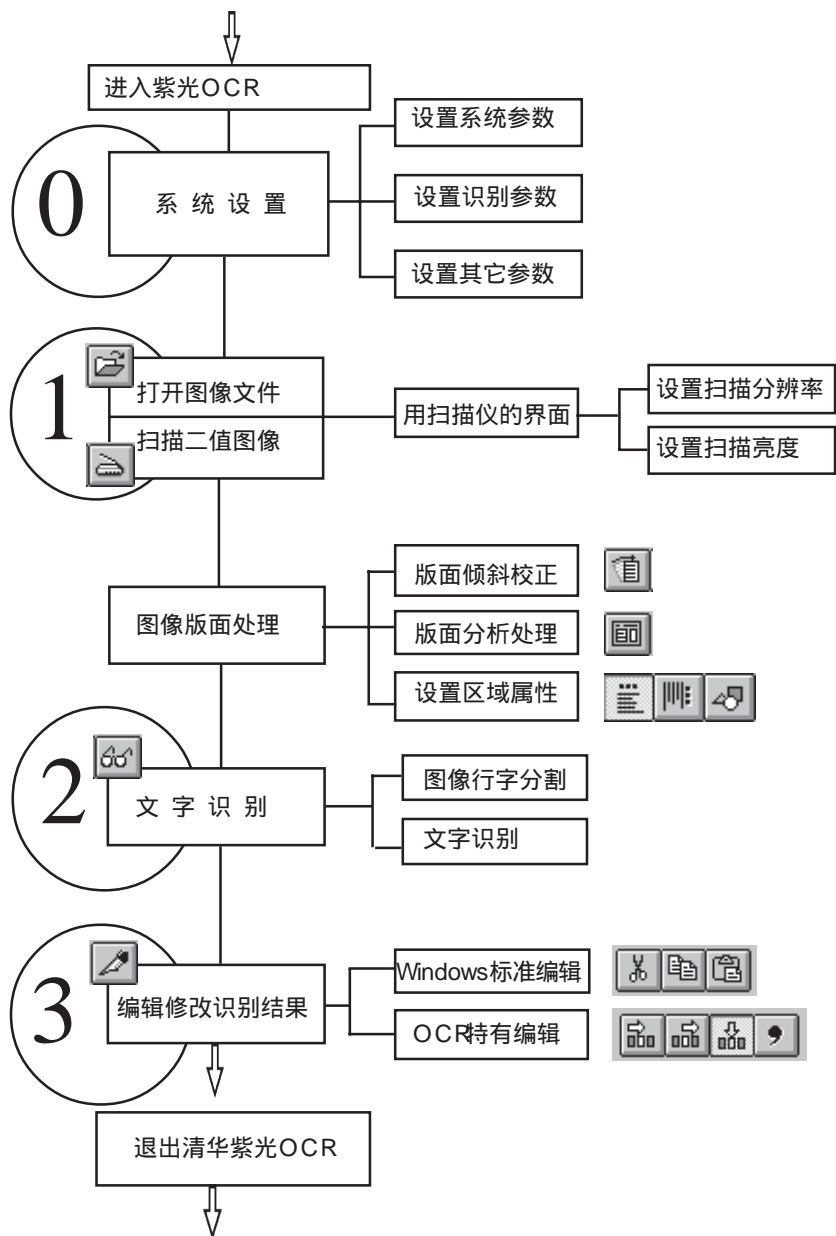 进入紫光OCR
设置系统参数
0
系统设置
设置识别参数
设置其它参数
1
打开图像文件
扫描二值图像
用扫描仪的界面
设置扫描分辨率
设置扫描亮度
图像版面处理
版面倾斜校正
版面分析处理
设置区域属性
2
文字识别
图像行字分割
文字识别
3
编辑修改识别结果
Windows标准编辑
OCR特有编辑
退出清华紫光OCR